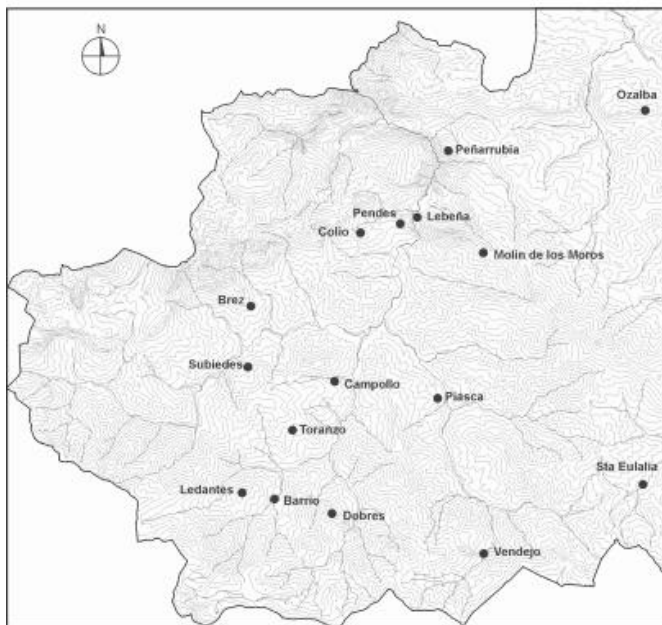 N
Ozalba
Peñarrubia
Lebeña
Pendes
Colio
Molin de los Moros
Brez
Subiedes
Campollo
Piasca
Toranzo
Sta Eulalia
Ledantes
Barrio
Dobres
Vendejo